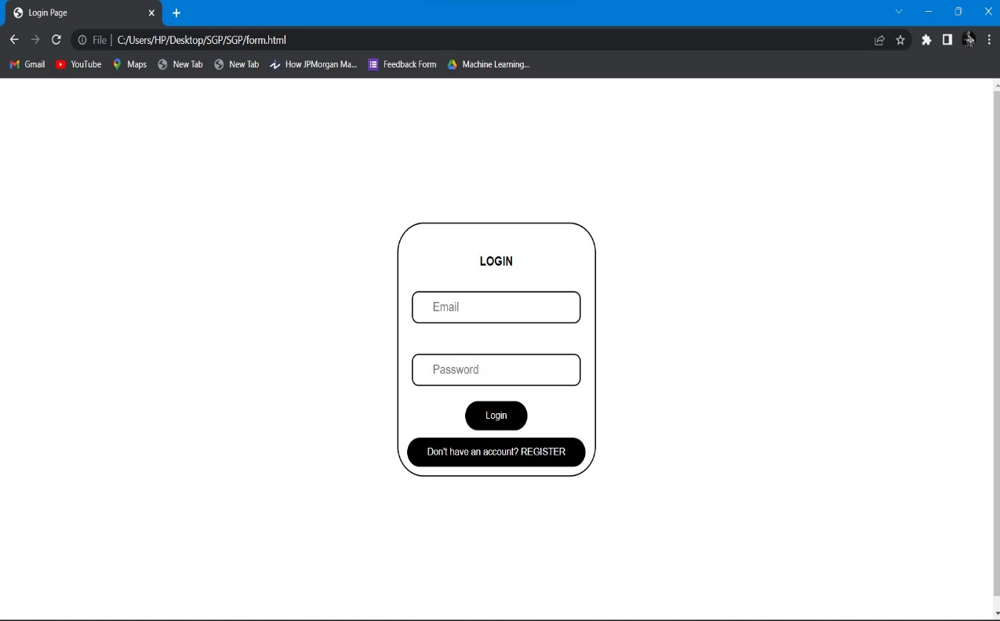 Login Page
File C:/Users/HP/Desktop/SGP/SGP/form.html
Gmail YouTube Maps New Tab New Tab How JPMorgan Ma... Feedback Form Machine Learning...
LOGIN
Email
Password
Login
Don't have an account? REGISTER